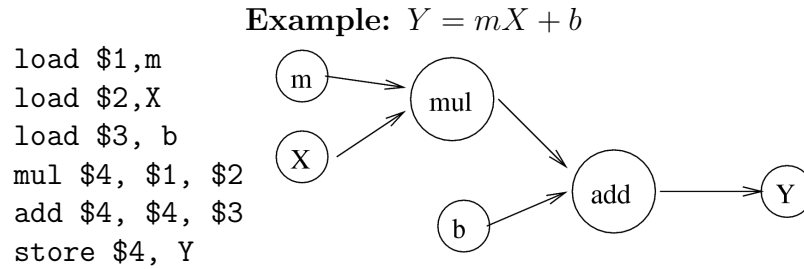 Example: Y = mX + b
load $1,m
load $2,X
load $3, b
mul $4, $1, $2
add $4, $4, $3
store $4, Y
m
mul
X
add
Y
b